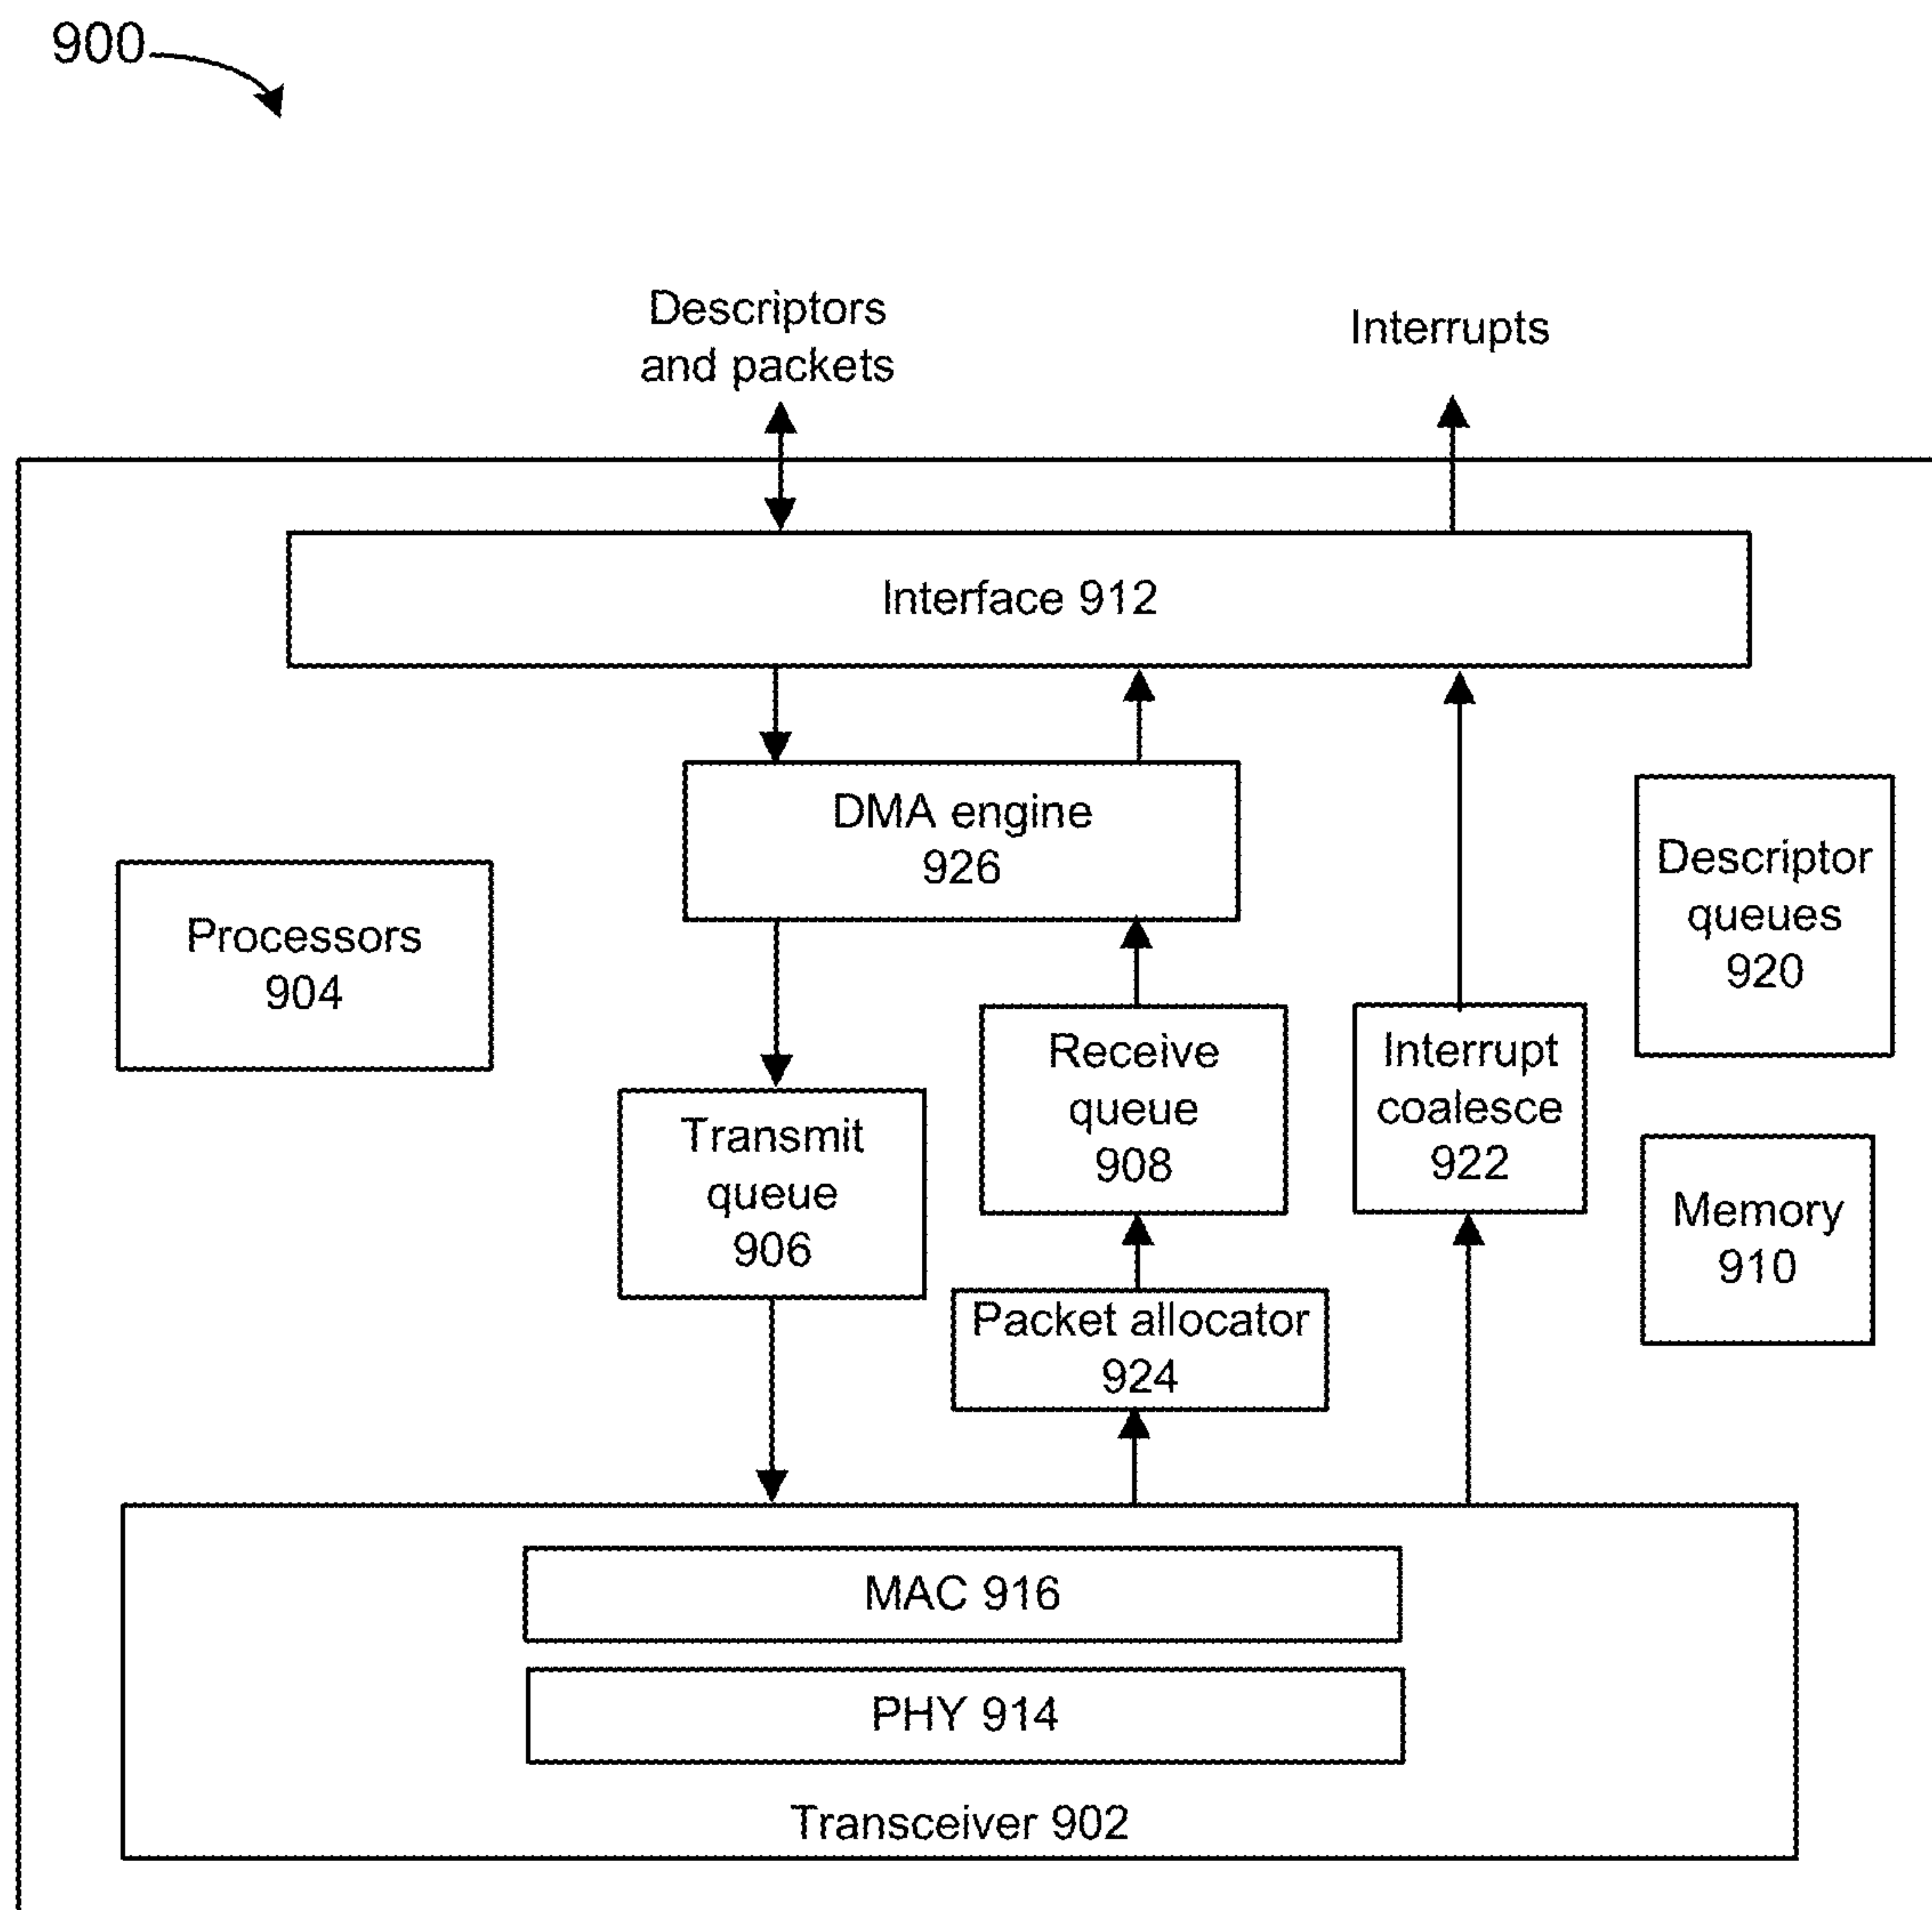 900
Descriptors
and packets
Interrupts
Interface 912
DMA engine
926
Processors
904
Descriptor
queues
920
Transmit
queue
906
Receive
queue
908
Interrupt
coalesce
922
Memory
910
Packet allocator
924
MAC 916
PHY 914
Transceiver 902